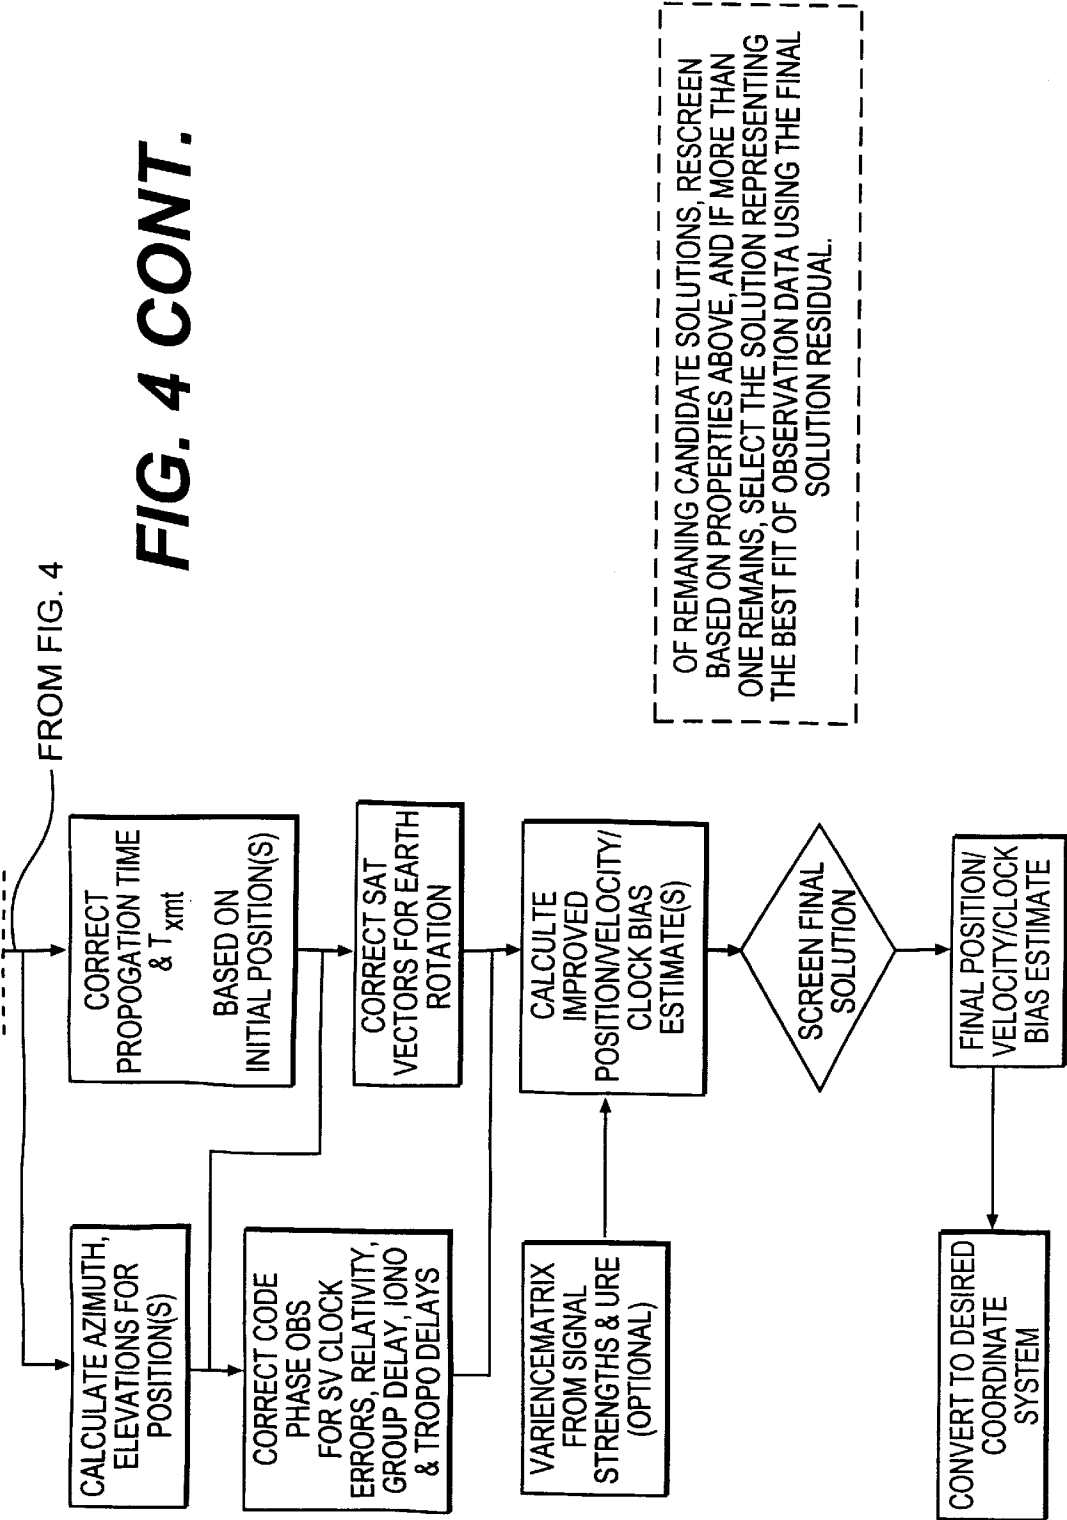 FIG. 4 CONT.
FROM FIG. 4
CALCULATE AZIMUTH,
ELEVATIONS FOR
POSITION(S)
CORRECT
PROPOGATION TIME
& Txmt
BASED ON
INITIAL POSITION(S)
CORRECT CODE
PHASE OBS
FOR SV CLOCK
ERRORS, RELATIVITY,
GROUP DELAY, IONO
& TROPO DELAYS
CORRECT SAT
VECTORS FOR EARTH
ROTATION
VARIENCEMATRIX
FROM SIGNAL
STRENGTHS & URE
(OPTIONAL)
CALCULTE
IMPROVED
POSITION/VELOCITY/
CLOCK BIAS
ESTIMATE(S)
OF REMANING CANDIDATE SOLUTIONS, RESCREEN
BASED ON PROPERTIES ABOVE, AND IF MORE THAN
ONE REMAINS, SELECT THE SOLUTION REPRESENTING
THE BEST FIT OF OBSERVATION DATA USING THE FINAL
SOLUTION RESIDUAL.
SCREEN FINAL
SOLUTION
CONVERT TO DESIRED
COORDINATE
SYSTEM
FINAL POSITION/
VELOCITY/CLOCK
BIAS ESTIMATE